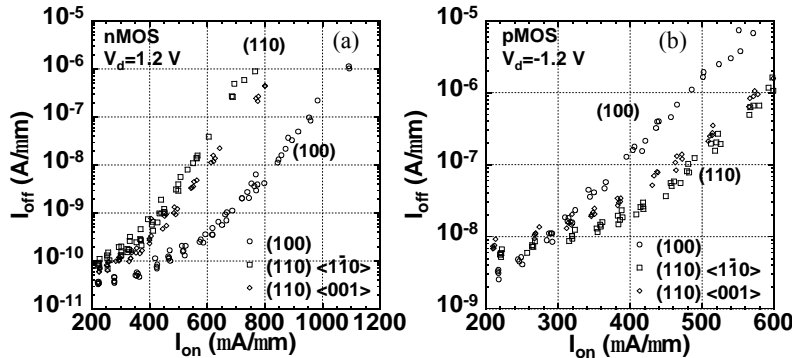 nMOS
V_d=1.2 V
(a)
(110)
(100)
(100)
(110) <1̄10>
(110) <001>
10^-5
10^-6
10^-7
10^-8
10^-9
10^-10
10^-11
I_off (A/mm)
200 400 600 800 1000 1200
I_on (mA/mm)
pMOS
V_d=-1.2 V
(b)
(100)
(110)
(100)
(110) <1̄10>
(110) <001>
10^-5
10^-6
10^-7
10^-8
10^-9
I_off (A/mm)
200 300 400 500 600
I_on (mA/mm)